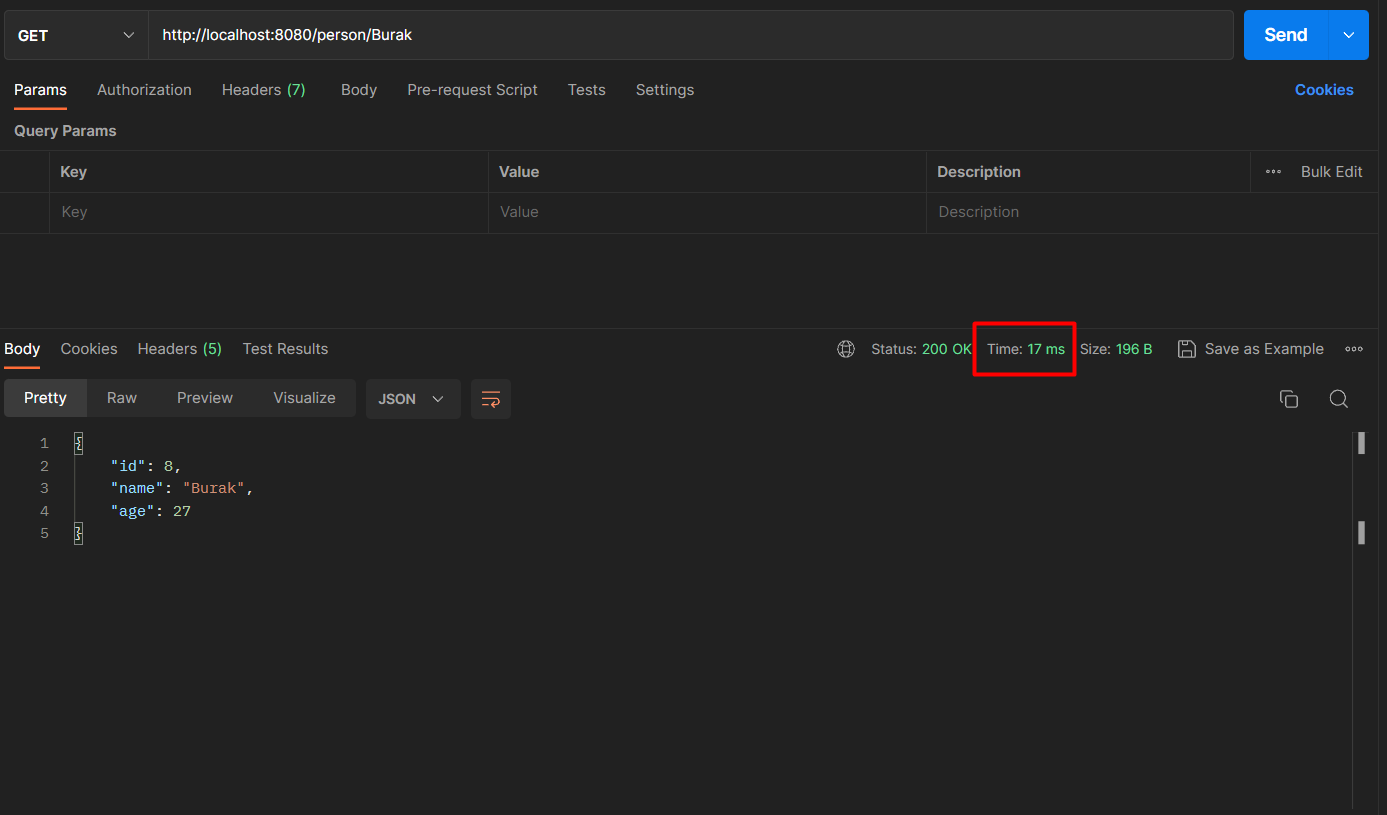 GET http://localhost:8080/person/Burak Send
Params Authorization Headers (7) Body Pre-request Script Tests Settings Cookies
Query Params
Key Value Description Bulk Edit
Key Value Description
Body Cookies Headers (5) Test Results Status: 200 OK Time: 17 ms Size: 196 B Save as Example
Pretty Raw Preview Visualize JSON
1 {
2 "id": 8,
3 "name": "Burak",
4 "age": 27
5 }